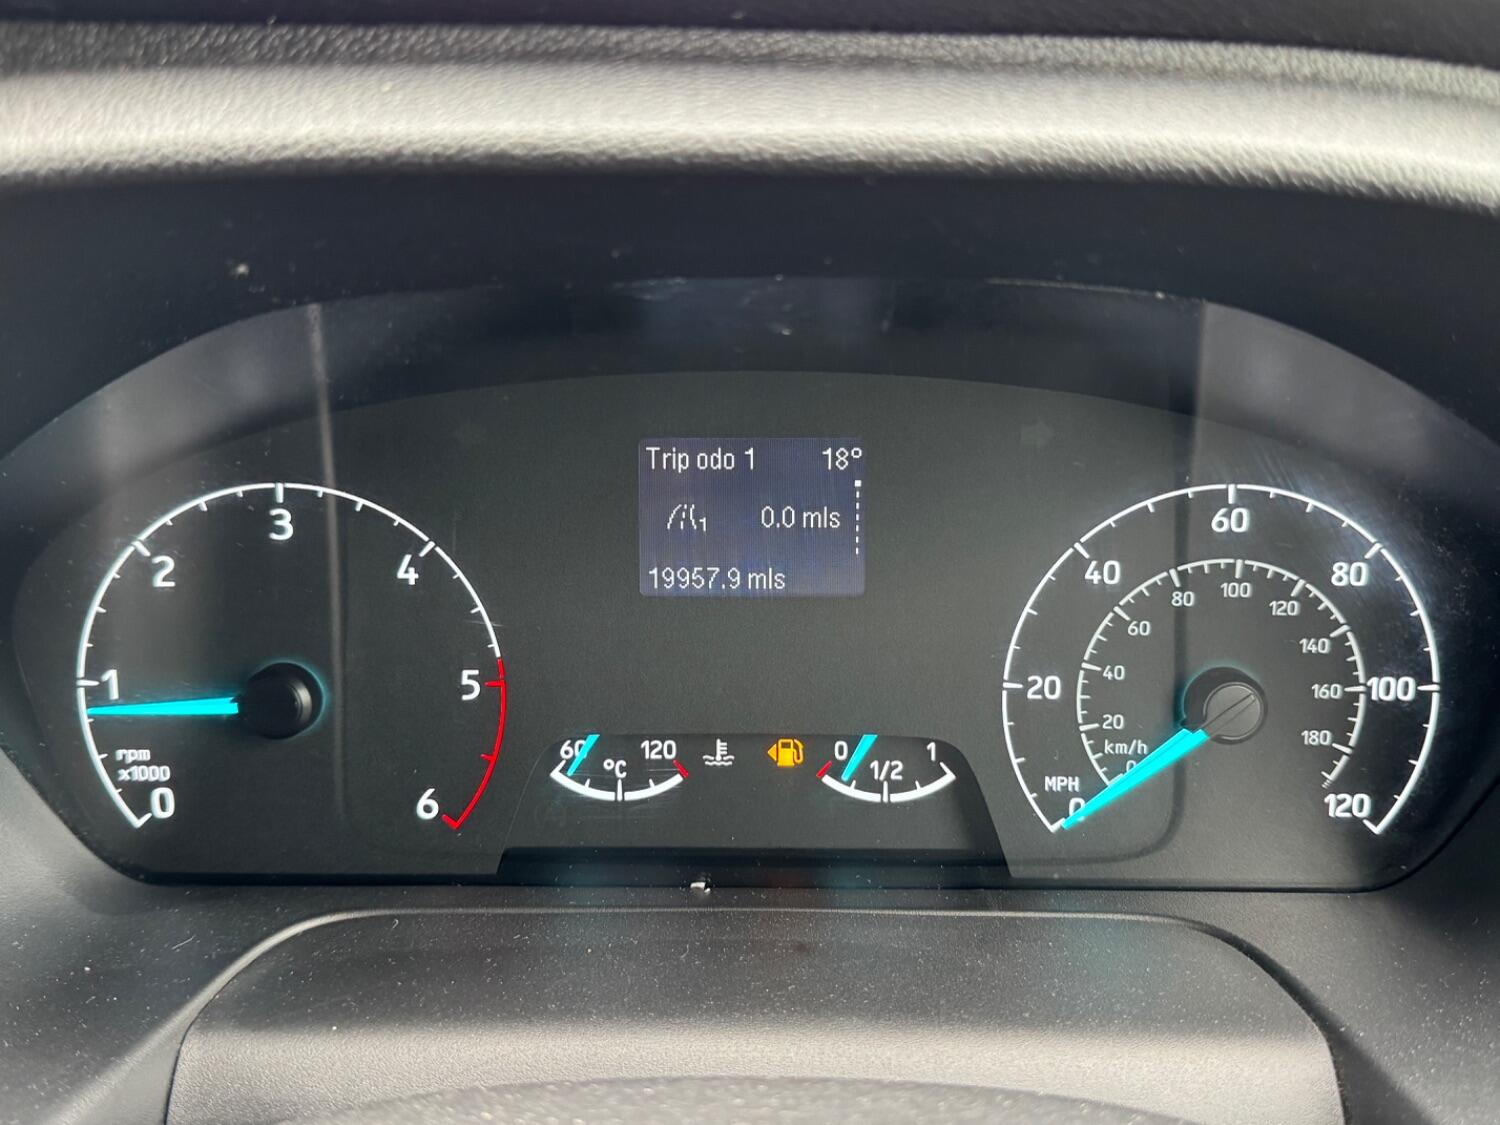 Trip odo 1 18°
1 0.0 mls
19957.9 mls
0 1 2 3 4 5 6
rpm
x1000
60 120
°C
0 1/2 1
0 20 40 60 80 100 120
MPH
0 20 40 60 80 100 120 140 160 180
km/h